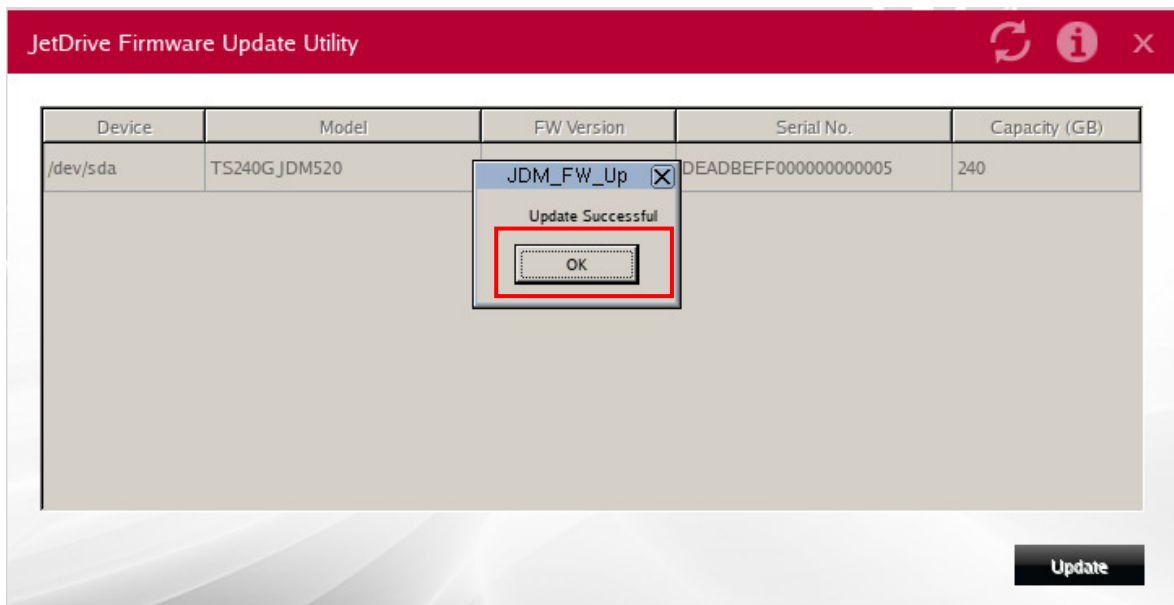 JetDrive Firmware Update Utility
Device Model FW Version Serial No. Capacity (GB)
/dev/sda TS240GJDM520 DEADBEFF000000000005 240
JDM_FW_Up
Update Successful
OK
Update